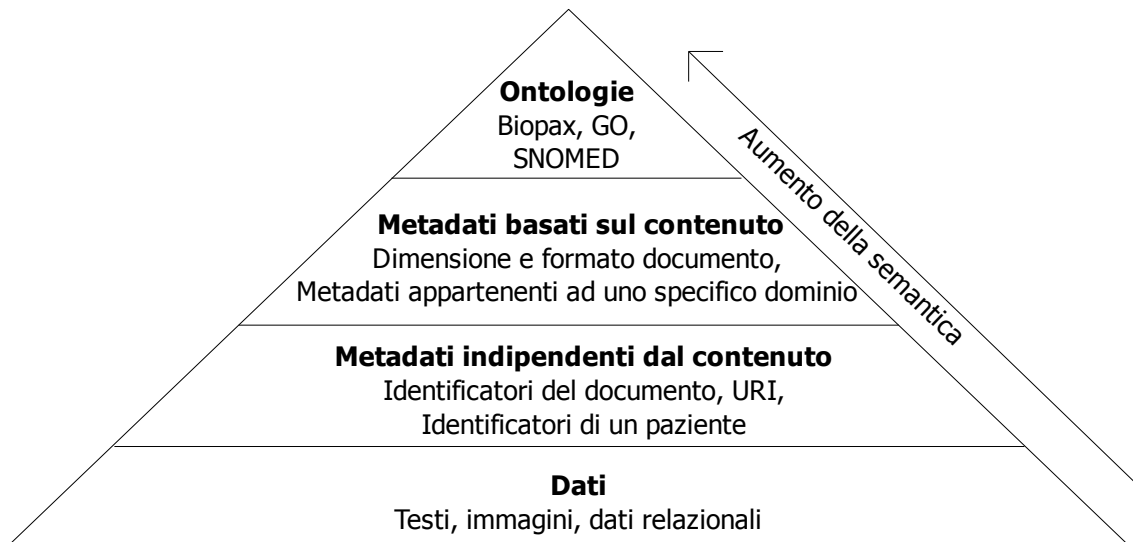 Ontologie
Biopax, GO,
SNOMED
Metadati basati sul contenuto
Dimensione e formato documento,
Metadati appartenenti ad uno specifico dominio
Metadati indipendenti dal contenuto
Identificatori del documento, URI,
Identificatori di un paziente
Dati
Testi, immagini, dati relazionali
Aumento della semantica